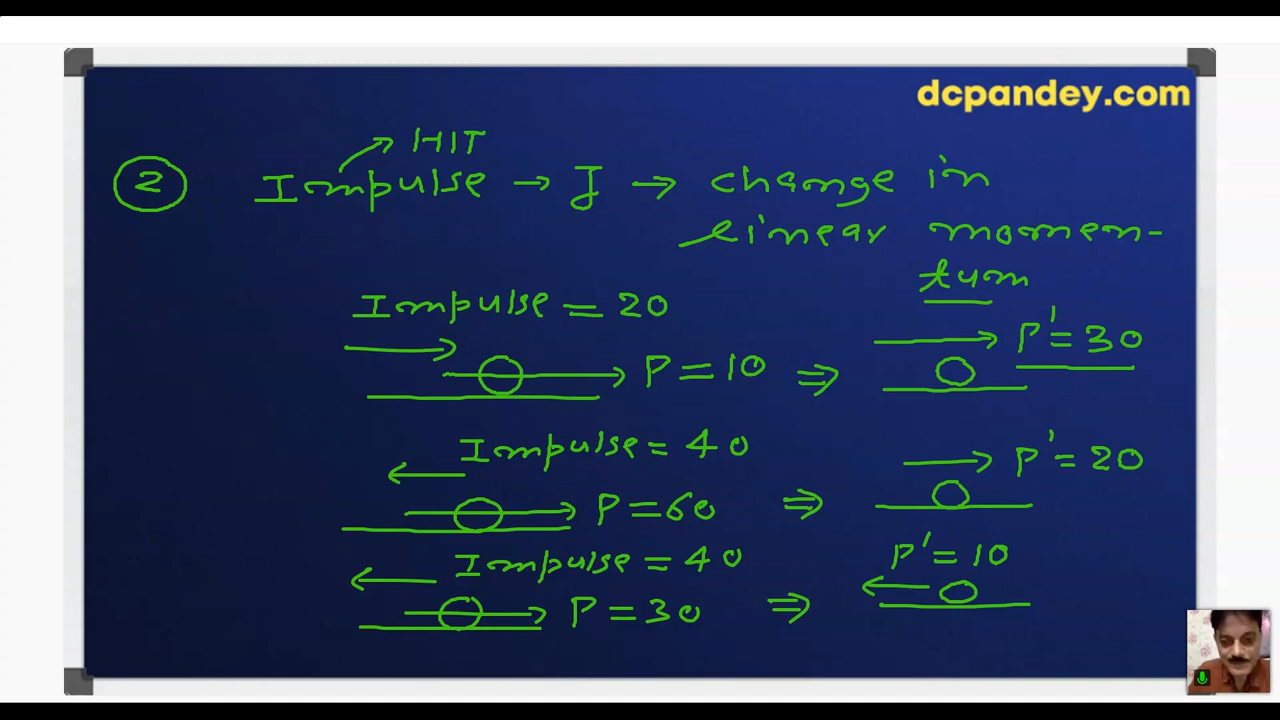 dcpandey.com
HIT
2 Impulse → J → change in
linear momen-
tum
Impulse = 20
P = 10 ⇒ P' = 30
Impulse = 40
P = 60 ⇒ P' = 20
Impulse = 40
P = 30 ⇒ P' = 10